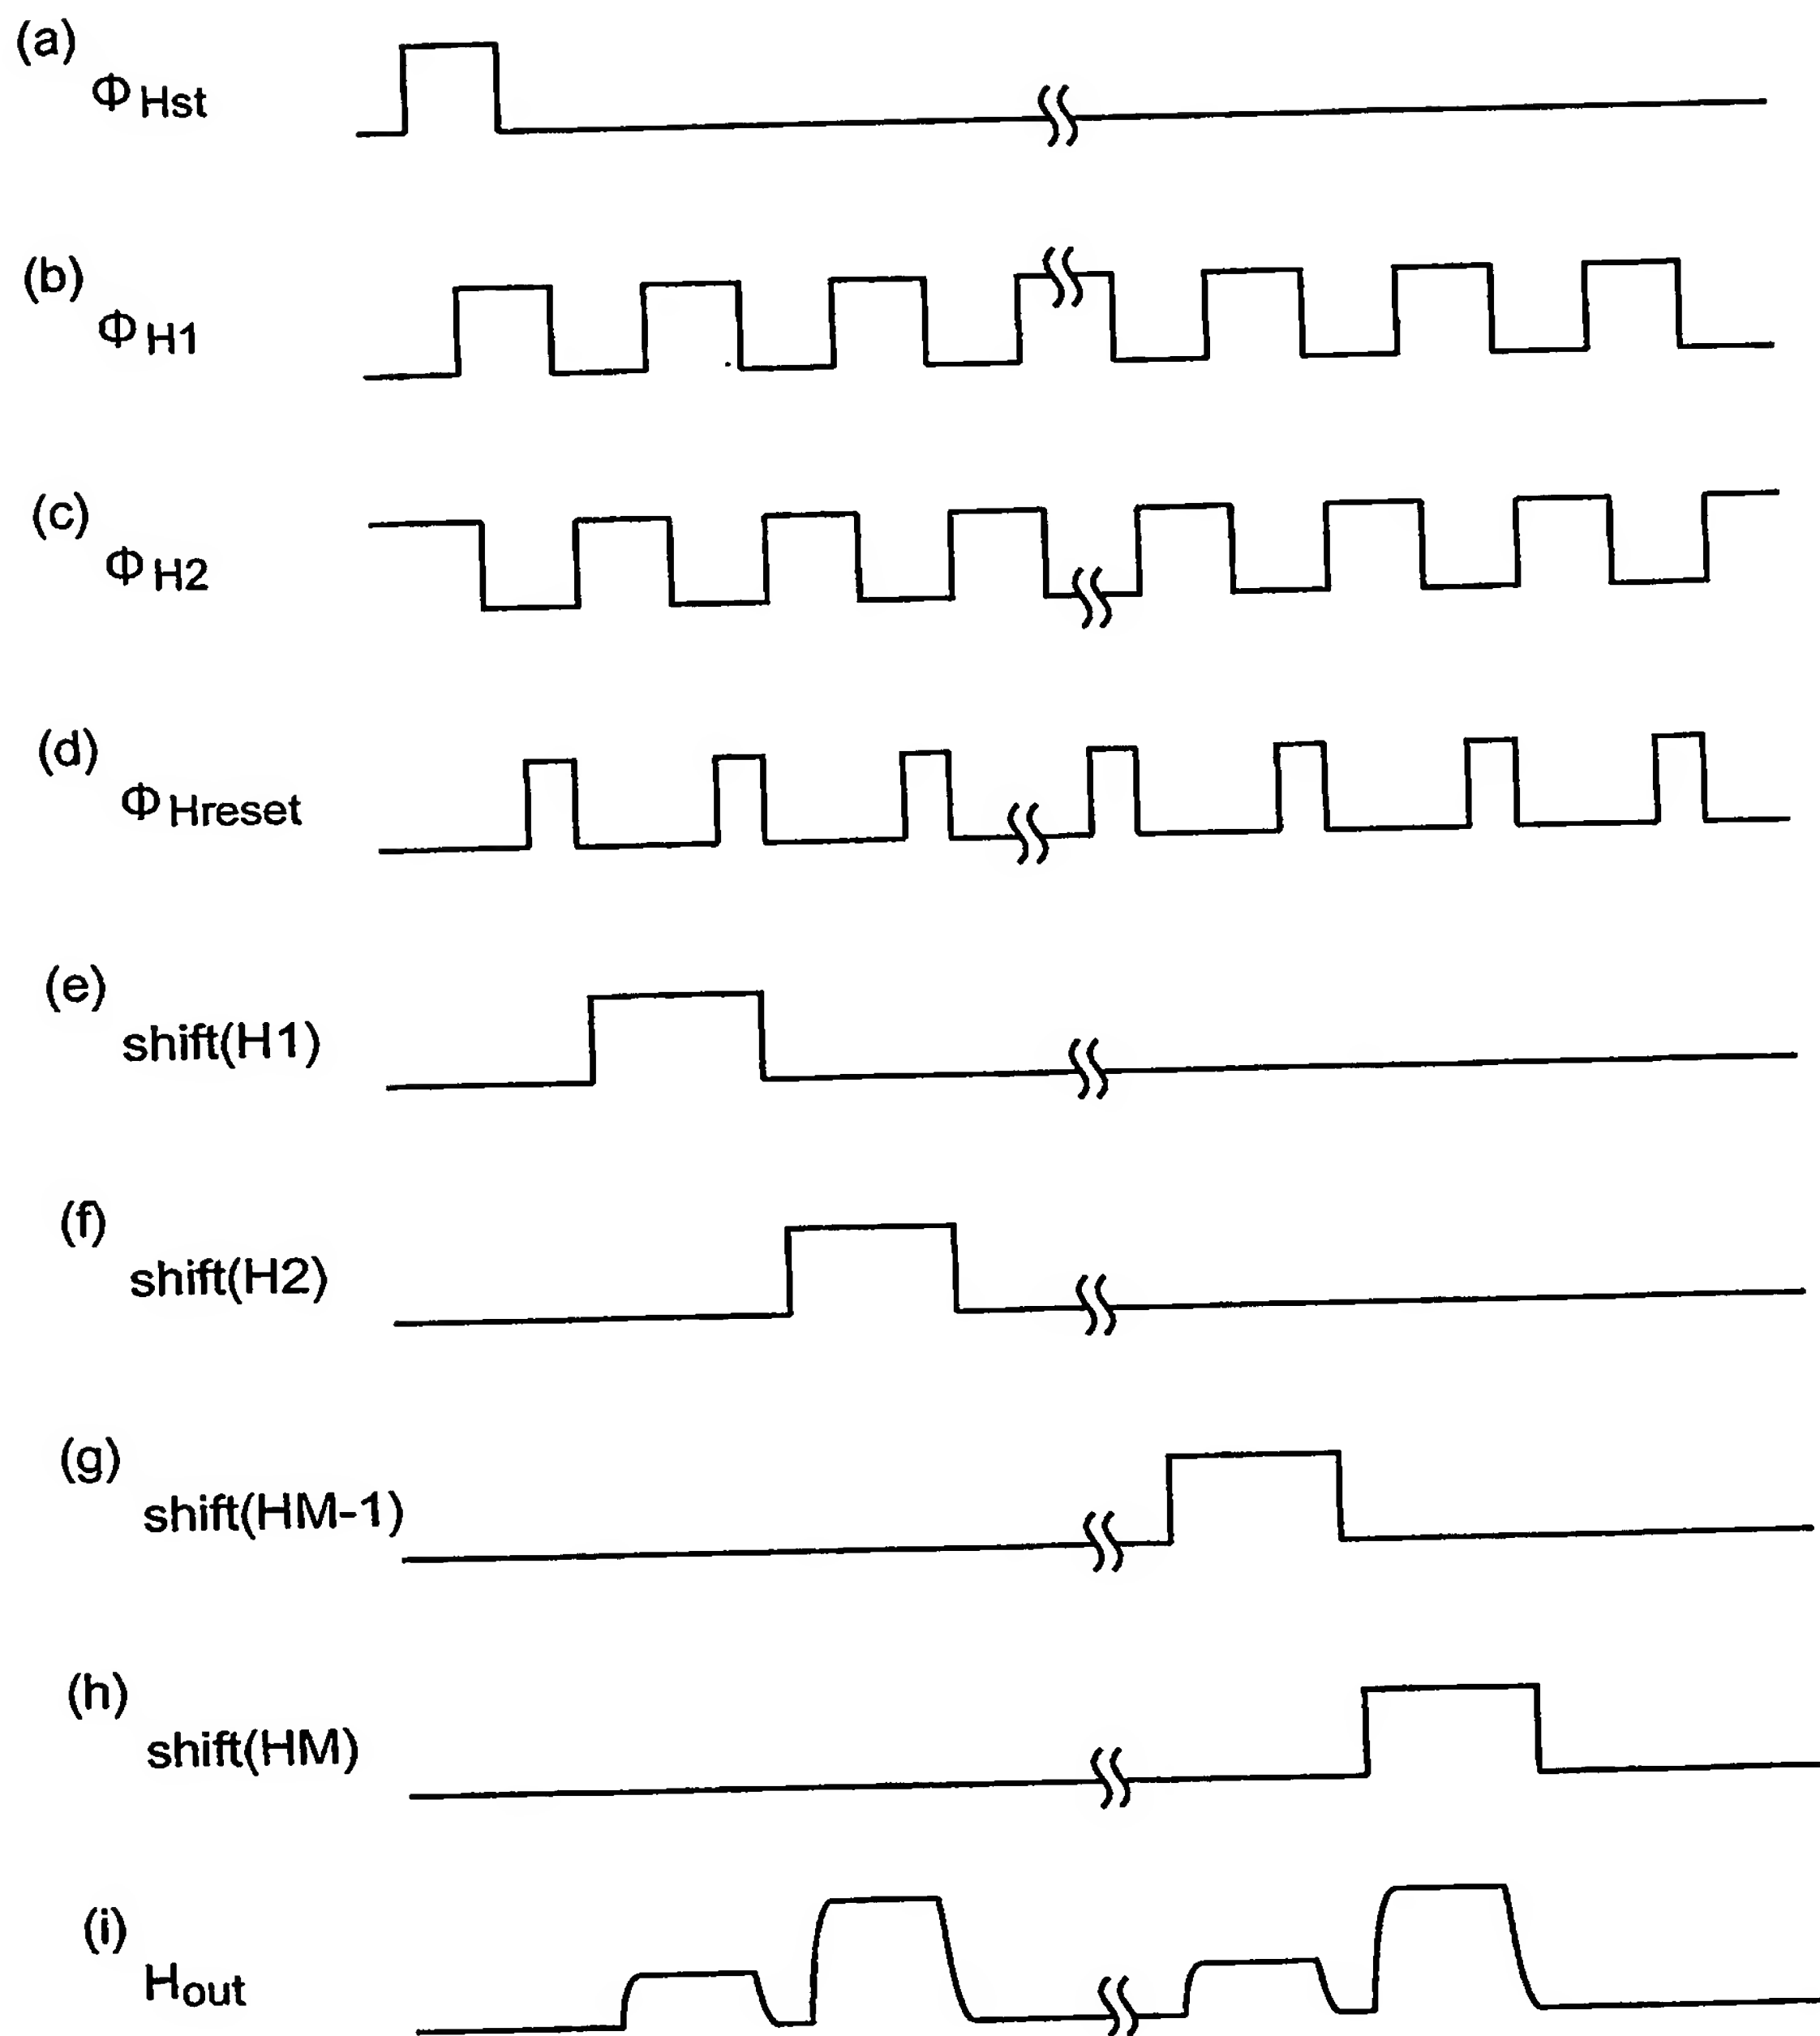 (a)
ΦHst
(b)
ΦH1
(c)
ΦH2
(d)
ΦHreset
(e)
shift(H1)
(f)
shift(H2)
(g)
shift(HM-1)
(h)
shift(HM)
(i)
Hout